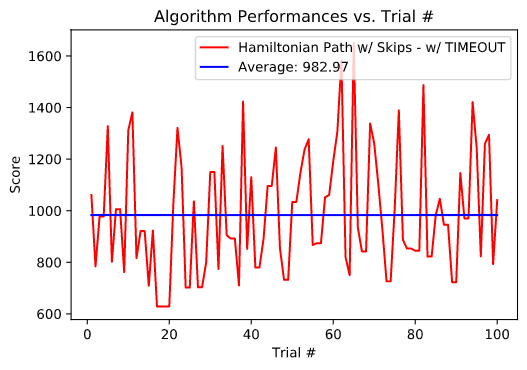 Algorithm Performances vs. Trial #
Hamiltonian Path w/ Skips - w/ TIMEOUT
Average: 982.97
1600
1400
1200
1000
800
600
Score
0 20 40 60 80 100
Trial #